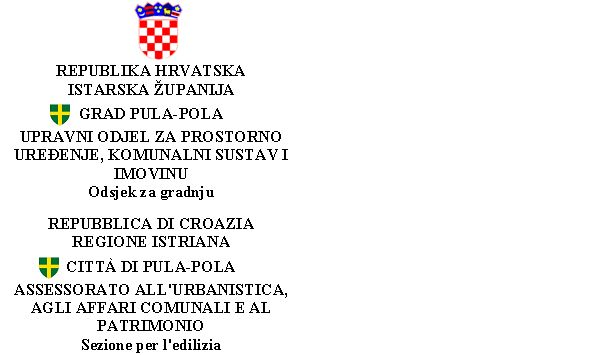 REPUBLIKA HRVATSKA
ISTARSKA ŽUPANIJA
GRAD PULA-POLA
UPRAVNI ODJEL ZA PROSTORNO
UREĐENJE, KOMUNALNI SUSTAV I
IMOVINU
Odsjek za gradnju
REPUBBLICA DI CROAZIA
REGIONE ISTRIANA
CITTÀ DI PULA-POLA
ASSESSORATO ALL'URBANISTICA,
AGLI AFFARI COMUNALI E AL
PATRIMONIO
Sezione per l'edilizia